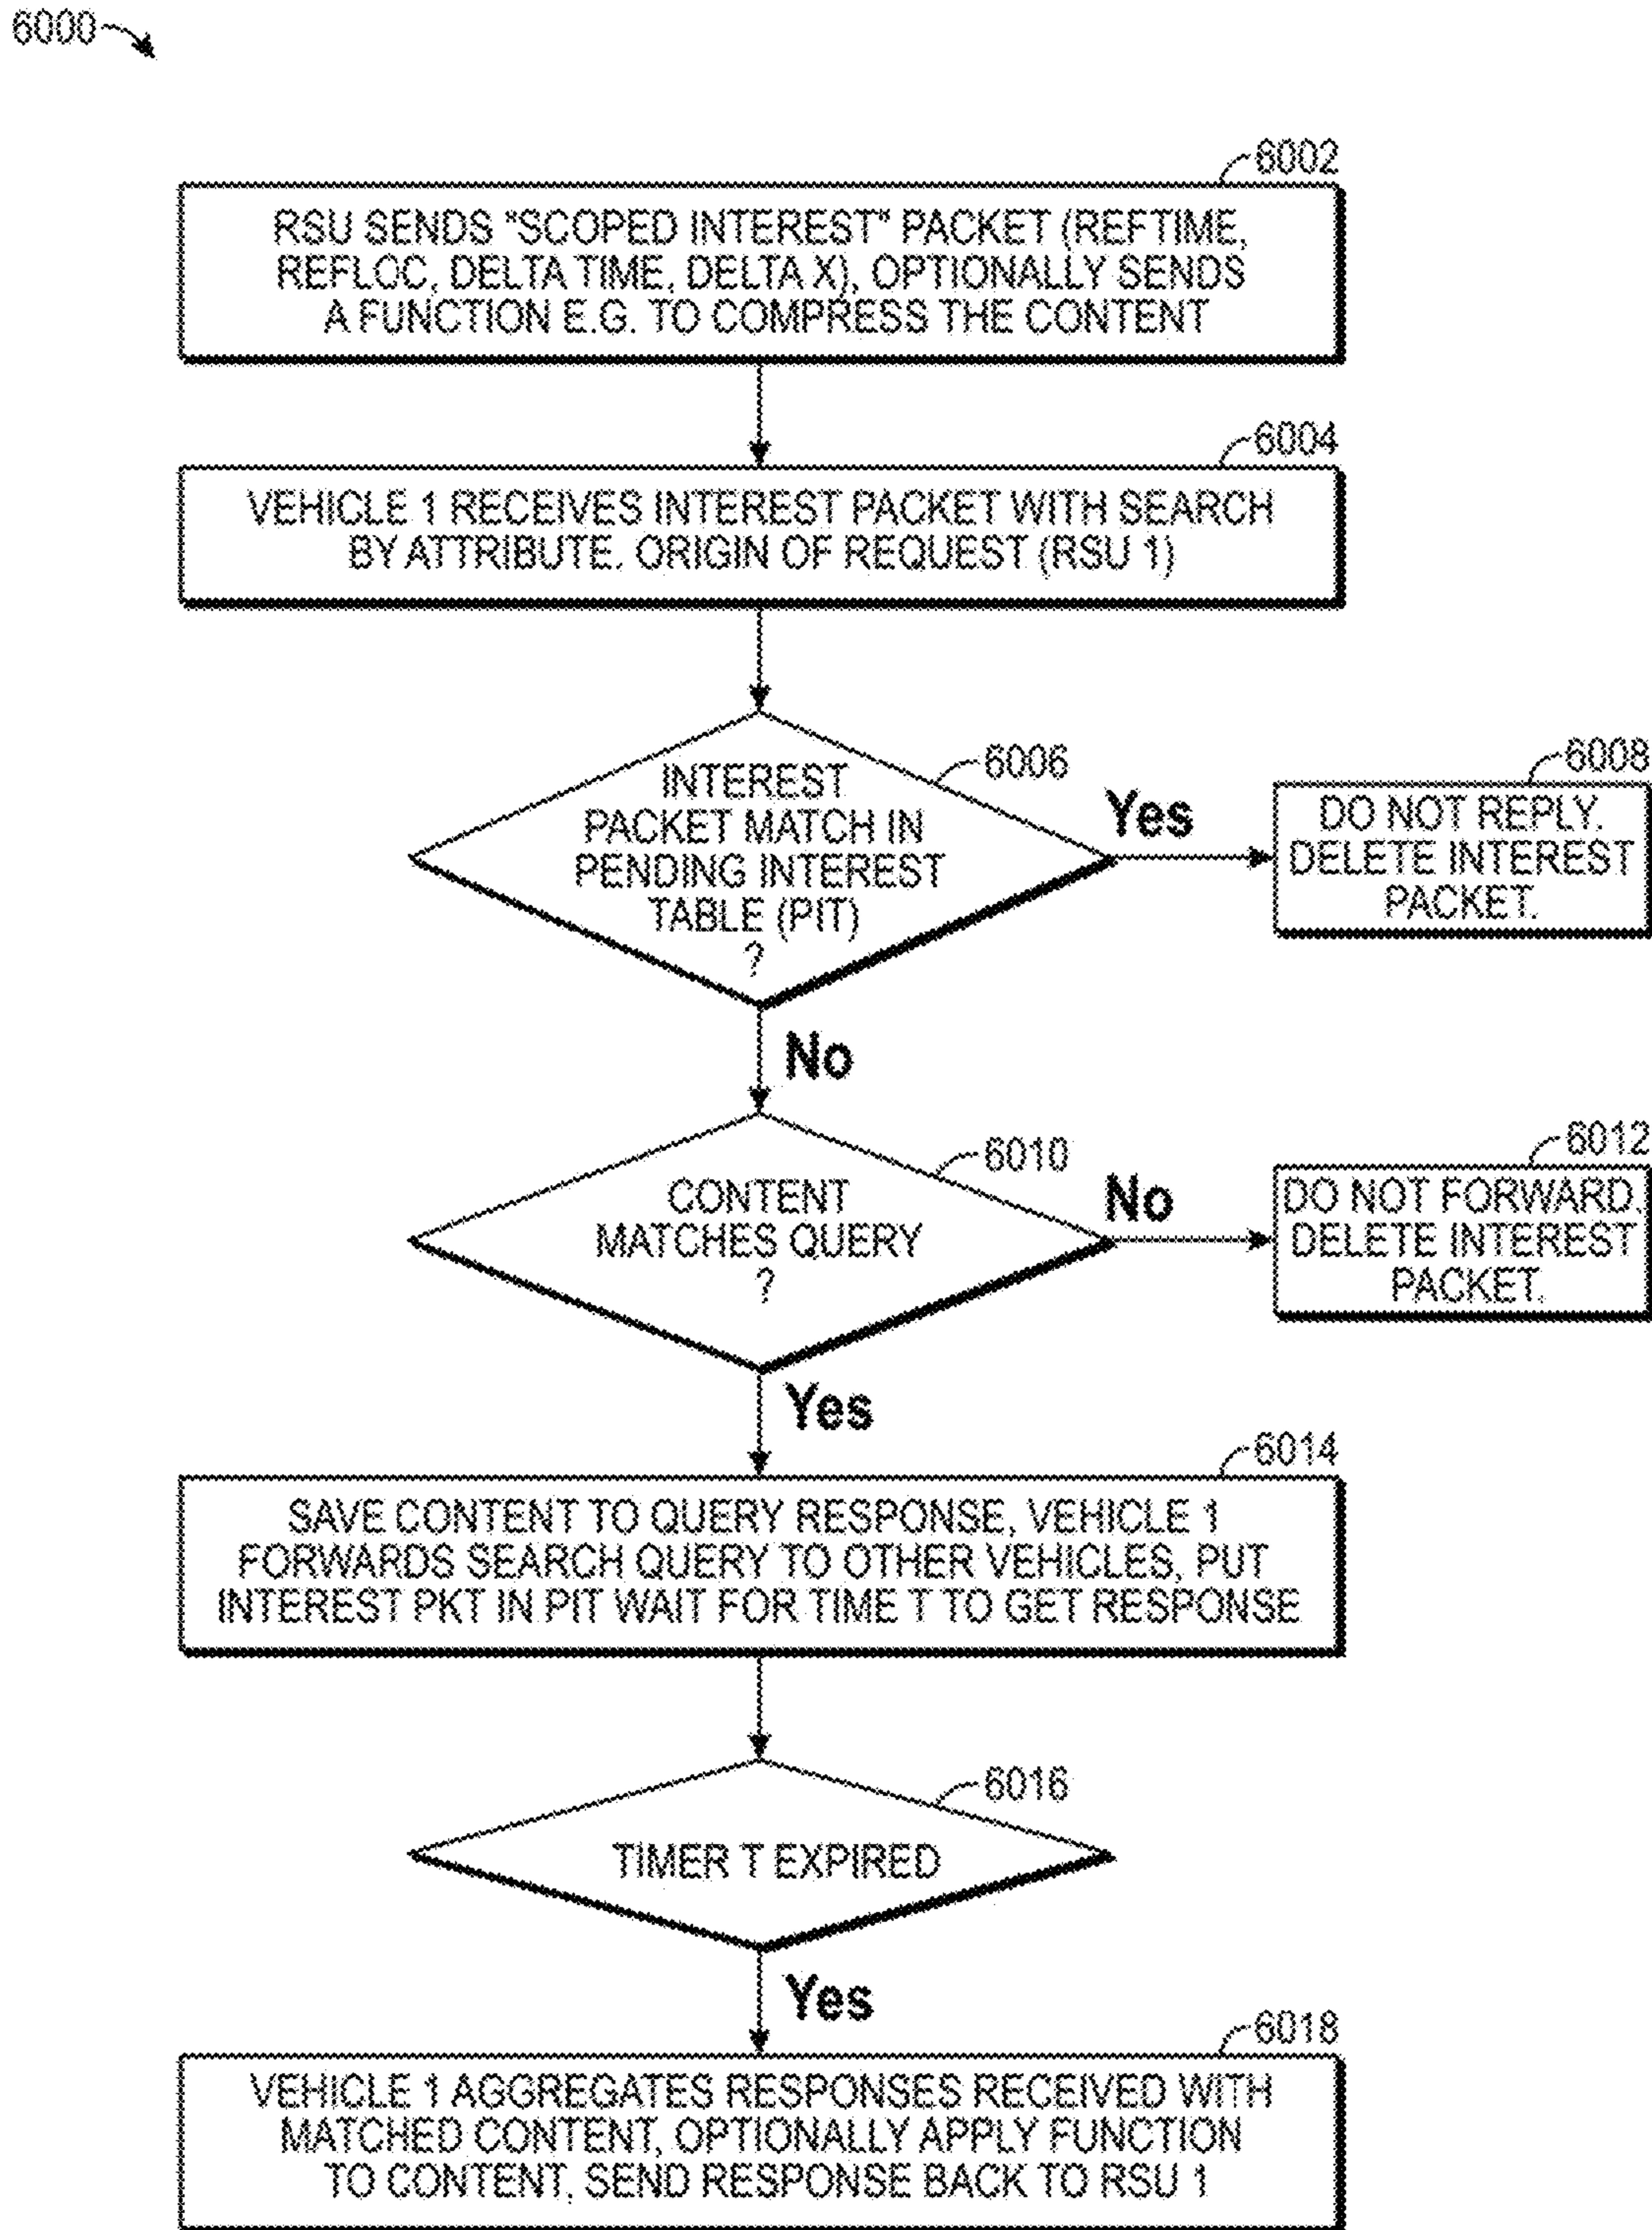 6000
6002
RSU SENDS "SCOPED INTEREST" PACKET (REFTIME,
REFLOC, DELTA TIME, DELTA X), OPTIONALLY SENDS
A FUNCTION E.G. TO COMPRESS THE CONTENT
6004
VEHICLE 1 RECEIVES INTEREST PACKET WITH SEARCH
BY ATTRIBUTE. ORIGIN OF REQUEST (RSU 1)
6006
INTEREST
PACKET MATCH IN
PENDING INTEREST
TABLE (PIT)
?
Yes
6008
DO NOT REPLY.
DELETE INTEREST
PACKET.
No
6010
CONTENT
MATCHES QUERY
?
No
6012
DO NOT FORWARD.
DELETE INTEREST
PACKET.
Yes
6014
SAVE CONTENT TO QUERY RESPONSE, VEHICLE 1
FORWARDS SEARCH QUERY TO OTHER VEHICLES, PUT
INTEREST PKT IN PIT WAIT FOR TIME T TO GET RESPONSE
6016
TIMER T EXPIRED
Yes
6018
VEHICLE 1 AGGREGATES RESPONSES RECEIVED WITH
MATCHED CONTENT, OPTIONALLY APPLY FUNCTION
TO CONTENT, SEND RESPONSE BACK TO RSU 1